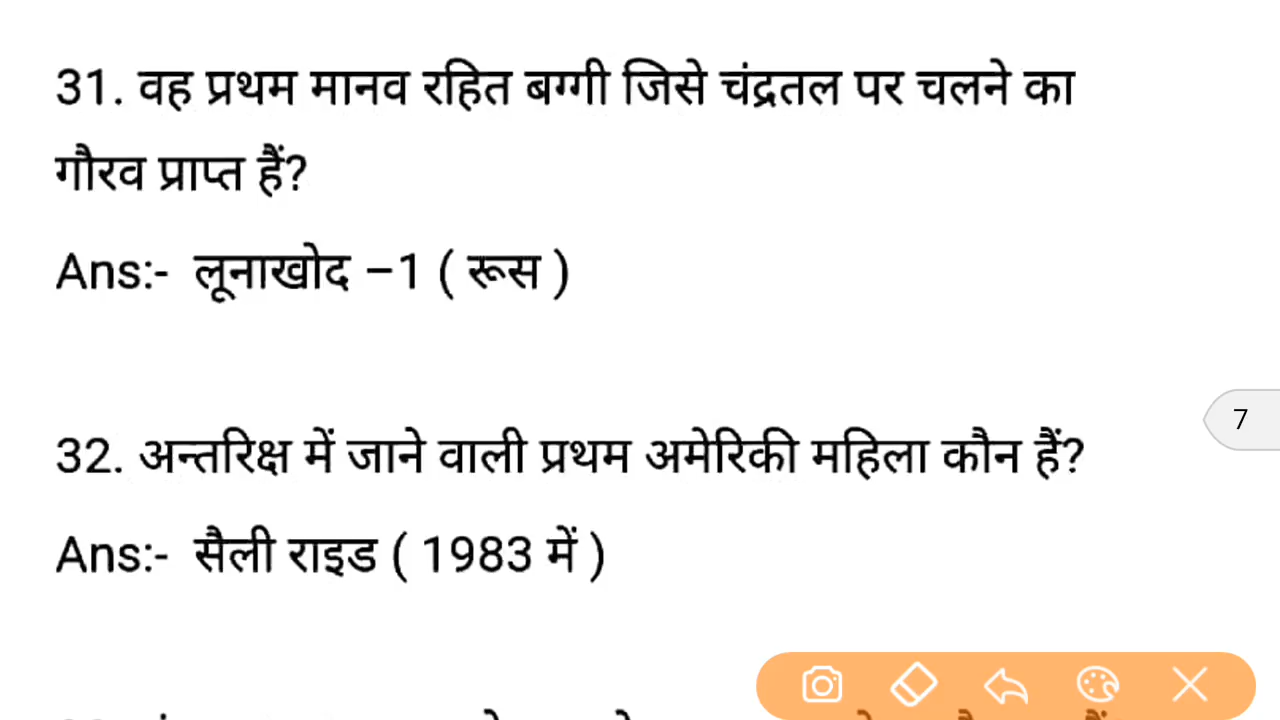 31. वह प्रथम मानव रहित बग्गी जिसे चंद्रतल पर चलने का
गौरव प्राप्त हैं?
Ans:- लूनाखोद –1 ( रूस )
7
32. अन्तरिक्ष में जाने वाली प्रथम अमेरिकी महिला कौन हैं?
Ans:- सैली राइड ( 1983 में )